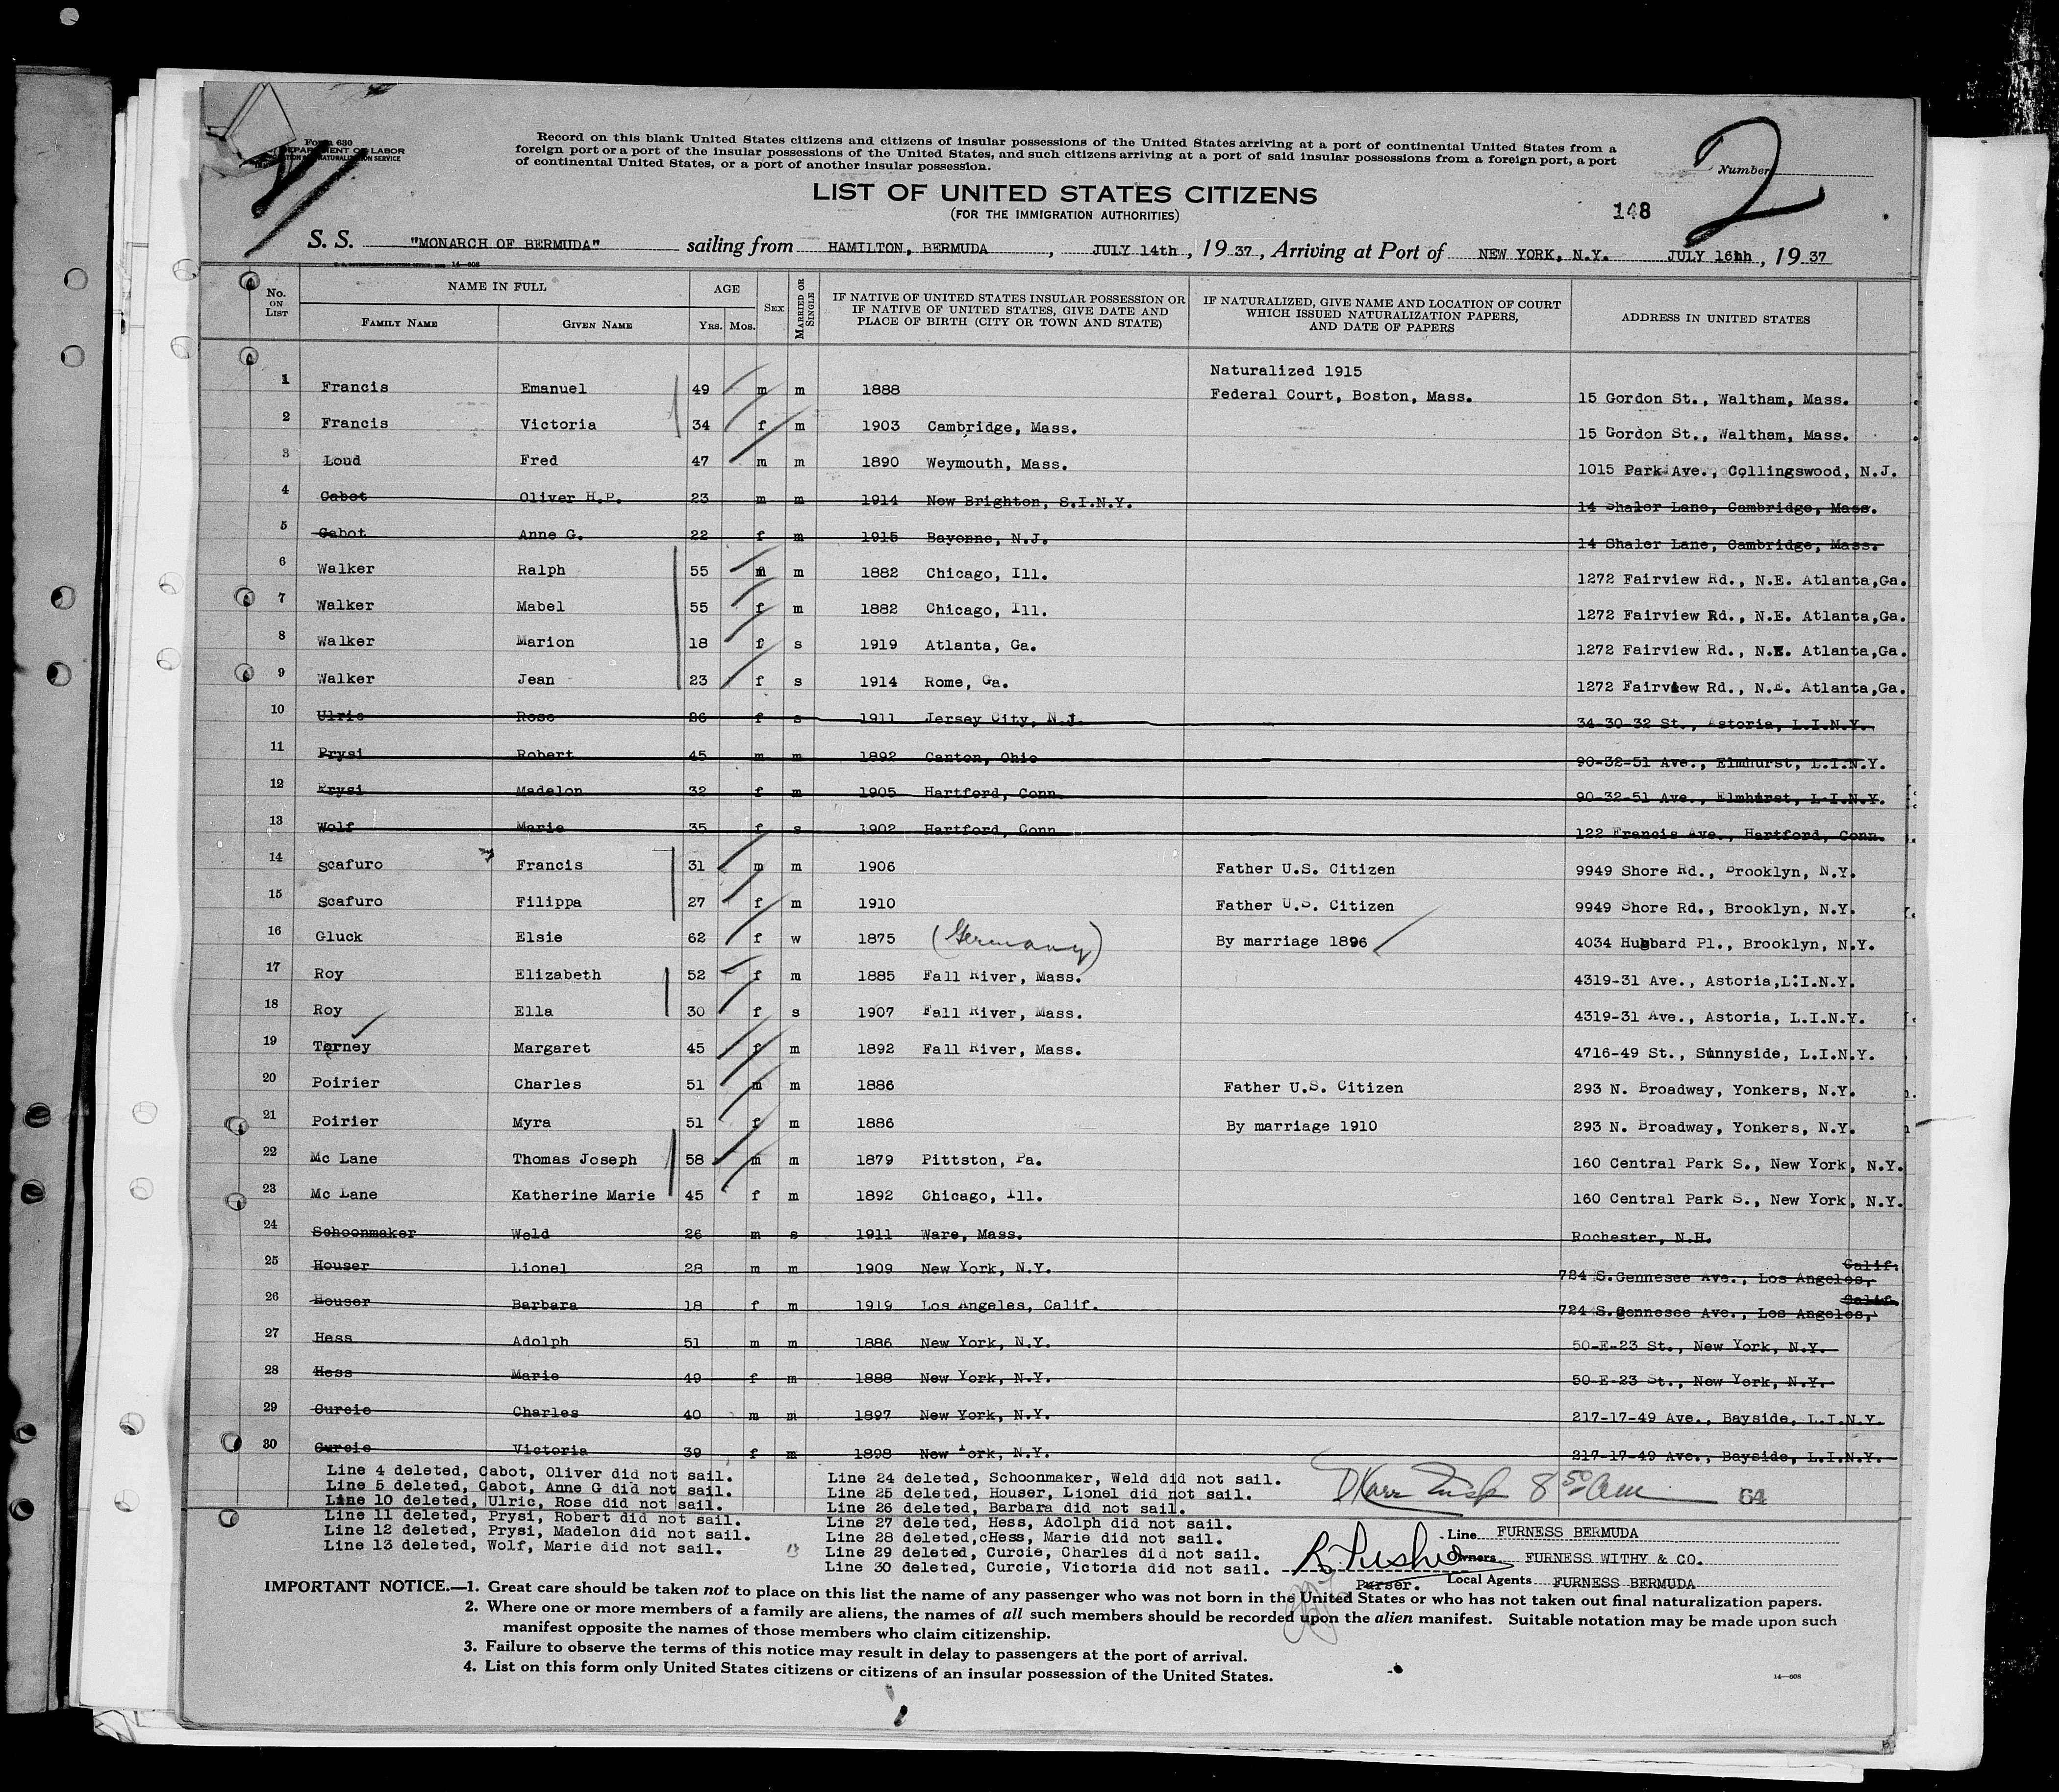 Form 630
DEPARTMENT OF LABOR
NATURALIZATION SERVICE
Record on this blank United States citizens and citizens of insular possessions of the United States arriving at a port of continental United States from a
foreign port or a port of the insular possessions of the United States, and such citizens arriving at a port of said insular possessions from a foreign port, a port
of continental United States, or a port of another insular possession.
Number 2
LIST OF UNITED STATES CITIZENS
(FOR THE IMMIGRATION AUTHORITIES)
148
S. S. "MONARCH OF BERMUDA" sailing from HAMILTON, BERMUDA, JULY 14th, 1937, Arriving at Port of NEW YORK, N.Y. JULY 16hh, 1937
No. ON LIST NAME IN FULL FAMILY NAME GIVEN NAME AGE YRS. MOS. SEX MARRIED OR SINGLE IF NATIVE OF UNITED STATES INSULAR POSSESSION OR IF NATIVE OF UNITED STATES, GIVE DATE AND PLACE OF BIRTH (CITY OR TOWN AND STATE) IF NATURALIZED, GIVE NAME AND LOCATION OF COURT WHICH ISSUED NATURALIZATION PAPERS, AND DATE OF PAPERS ADDRESS IN UNITED STATES
1 Francis Emanuel 49 m m 1888 Naturalized 1915 Federal Court, Boston, Mass. 15 Gordon St., Waltham, Mass.
2 Francis Victoria 34 f m 1903 Cambridge, Mass. 15 Gordon St., Waltham, Mass.
3 Loud Fred 47 m m 1890 Weymouth, Mass. 1015 Park Ave., Collingswood, N.J.
4 Cabot Oliver H.P. 23 m m 1914 New Brighton, S.I.N.Y. 14 Shaler Lane, Cambridge, Mass.
5 Cabot Anne G. 22 f m 1915 Bayonne, N.J. 14 Shaler Lane, Cambridge, Mass.
6 Walker Ralph 55 m m 1882 Chicago, Ill. 1272 Fairview Rd., N.E. Atlanta,Ga.
7 Walker Mabel 55 f m 1882 Chicago, Ill. 1272 Fairview Rd., N.E. Atlanta,Ga.
8 Walker Marion 18 f s 1919 Atlanta, Ga. 1272 Fairview Rd., N.E. Atlanta,Ga.
9 Walker Jean 23 f s 1914 Rome, Ga. 1272 Fairview Rd., N.E. Atlanta,Ga.
10 Ulric Rose 26 f s 1911 Jersey City, N.J. 34-30-32 St., Astoria, L.I.N.Y.
11 Prysi Robert 45 m m 1892 Canton, Ohio 90-32-51 Ave., Elmhurst, L.I.N.Y.
12 Prysi Madelon 32 f m 1905 Hartford, Conn. 90-32-51 Ave., Elmhurst, L.I.N.Y.
13 Wolf Marie 35 f s 1902 Hartford, Conn. 122 Francis Ave., Hartford, Conn.
14 Scafuro Francis 31 m m 1906 Father U.S. Citizen 9949 Shore Rd., Brooklyn, N.Y.
15 Scafuro Filippa 27 f m 1910 Father U.S. Citizen 9949 Shore Rd., Brooklyn, N.Y.
16 Gluck Elsie 62 f w 1875 (Germany) By marriage 1896 4034 Hubbard Pl., Brooklyn, N.Y.
17 Roy Elizabeth 52 f m 1885 Fall River, Mass. 4319-31 Ave., Astoria,L.I.N.Y.
18 Roy Ella 30 f s 1907 Fall River, Mass. 4319-31 Ave., Astoria, L.I.N.Y.
19 Torney Margaret 45 f m 1892 Fall River, Mass. 4716-49 St., Sunnyside, L.I.N.Y.
20 Poirier Charles 51 m m 1886 Father U.S. Citizen 293 N. Broadway, Yonkers, N.Y.
21 Poirier Myra 51 f m 1886 By marriage 1910 293 N. Broadway, Yonkers, N.Y.
22 Mc Lane Thomas Joseph 58 m m 1879 Pittston, Pa. 160 Central Park S., New York, N.Y.
23 Mc Lane Katherine Marie 45 f m 1892 Chicago, Ill. 160 Central Park S., New York, N.Y.
24 Schoonmaker Weld 26 m s 1911 Ware, Mass. Rochester, N.H.
25 Houser Lionel 28 m m 1909 New York, N.Y. 724 S.Gennesee Ave., Los Angeles, Calif.
26 Houser Barbara 18 f m 1919 Los Angeles, Calif. 724 S.Gennesee Ave., Los Angeles, Calif.
27 Hess Adolph 51 m m 1886 New York, N.Y. 50-E-23 St., New York, N.Y.
28 Hess Marie 49 f m 1888 New York, N.Y. 50-E-23 St., New York, N.Y.
29 Curcie Charles 40 m m 1897 New York, N.Y. 217-17-49 Ave., Bayside, L.I.N.Y.
30 Curcie Victoria 39 f m 1898 New York, N.Y. 217-17-49 Ave., Bayside, L.I.N.Y.
Line 4 deleted, Cabot, Oliver did not sail.
Line 5 deleted, Cabot, Anne G did not sail.
Line 10 deleted, Ulric, Rose did not sail.
Line 11 deleted, Prysi, Robert did not sail.
Line 12 deleted, Prysi, Madelon did not sail.
Line 13 deleted, Wolf, Marie did not sail.
Line 24 deleted, Schoonmaker, Weld did not sail.
Line 25 deleted, Houser, Lionel did not sail.
Line 26 deleted, Barbara did not sail.
Line 27 deleted, Hess, Adolph did not sail.
Line 28 deleted,cHess, Marie did not sail.
Line 29 deleted, Curcie, Charles did not sail.
Line 30 deleted, Curcie, Victoria did not sail.
8 50 am 64
Purser.
Line FURNESS BERMUDA
Owners FURNESS WITHY & CO.
Local Agents FURNESS BERMUDA
IMPORTANT NOTICE.—1. Great care should be taken not to place on this list the name of any passenger who was not born in the United States or who has not taken out final naturalization papers.
2. Where one or more members of a family are aliens, the names of all such members should be recorded upon the alien manifest. Suitable notation may be made upon such
manifest opposite the names of those members who claim citizenship.
3. Failure to observe the terms of this notice may result in delay to passengers at the port of arrival.
4. List on this form only United States citizens or citizens of an insular possession of the United States.
14—608